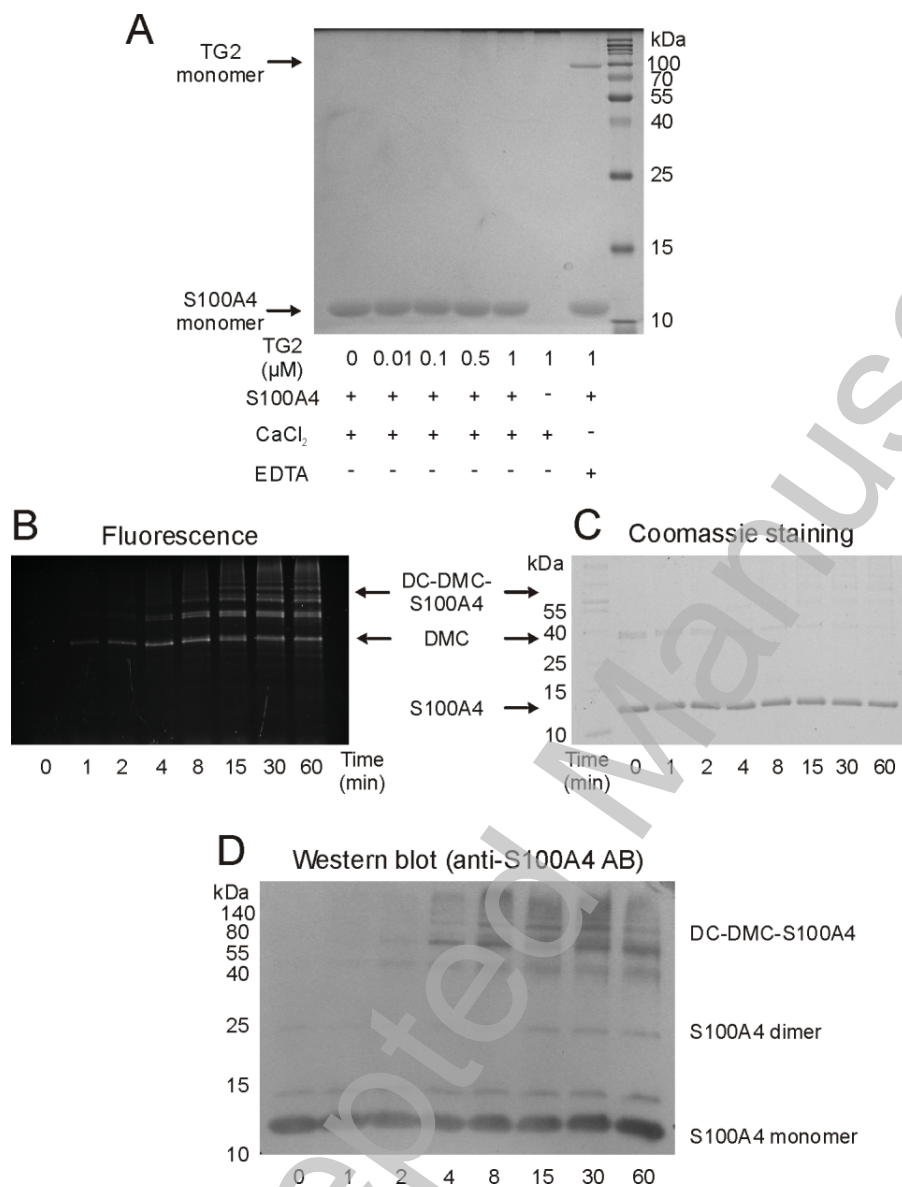 A
TG2
monomer
S100A4
monomer
kDa
100
70
55
40
25
15
10
TG2
(µM) 0 0.01 0.1 0.5 1 1 1
S100A4 + + + + + - +
CaCl₂ + + + + + + -
EDTA - - - - - - +
B
Fluorescence
0 1 2 4 8 15 30 60 Time
(min)
DC-DMC-
S100A4
DMC
S100A4
C
Coomassie staining
kDa
55
40
25
15
10
Time
(min) 0 1 2 4 8 15 30 60
D
Western blot (anti-S100A4 AB)
kDa
140
80
55
40
25
15
10
DC-DMC-S100A4
S100A4 dimer
S100A4 monomer
0 1 2 4 8 15 30 60
epted Manus